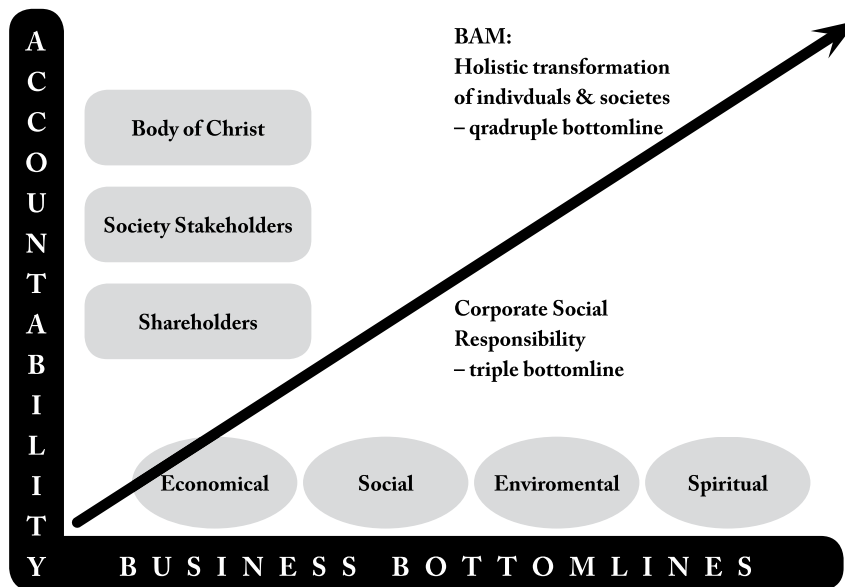 ACCOUNTABILITY
BAM:
Holistic transformation
of indivduals & societes
– qradruple bottomline
Body of Christ
Society Stakeholders
Shareholders
Corporate Social
Responsibility
– triple bottomline
Economical
Social
Enviromental
Spiritual
BUSINESS BOTTOMLINES